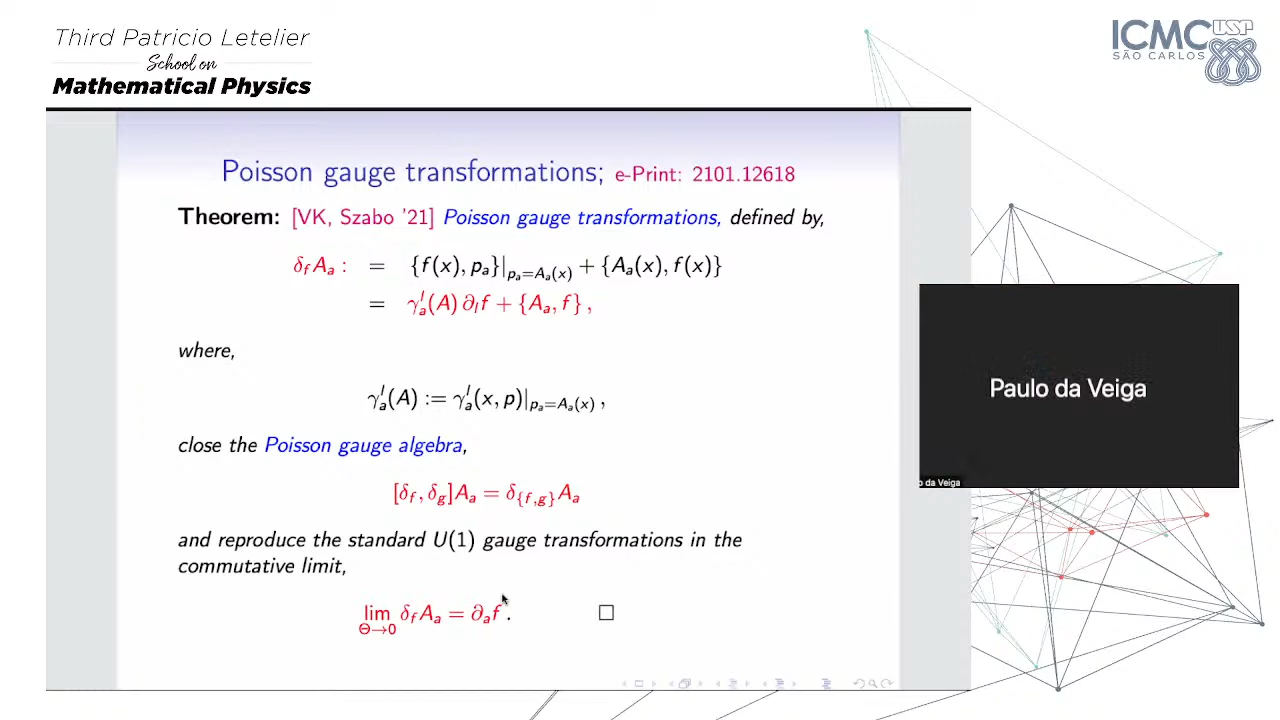 Third Patricio Letelier
School on
Mathematical Physics
ICMC USP
SÃO CARLOS
Poisson gauge transformations; e-Print: 2101.12618
Theorem: [VK, Szabo '21] Poisson gauge transformations, defined by,
δ_f A_a : = {f(x), p_a}|_{p_a=A_a(x)} + {A_a(x), f(x)}
= γ_a^l(A) ∂_l f + {A_a, f} ,
where,
γ_a^l(A) := γ_a^l(x, p)|_{p_a=A_a(x)} ,
close the Poisson gauge algebra,
[δ_f, δ_g]A_a = δ_{{f,g}}A_a
and reproduce the standard U(1) gauge transformations in the
commutative limit,
lim_{Θ→0} δ_f A_a = ∂_a f . □
Paulo da Veiga
o da Veiga